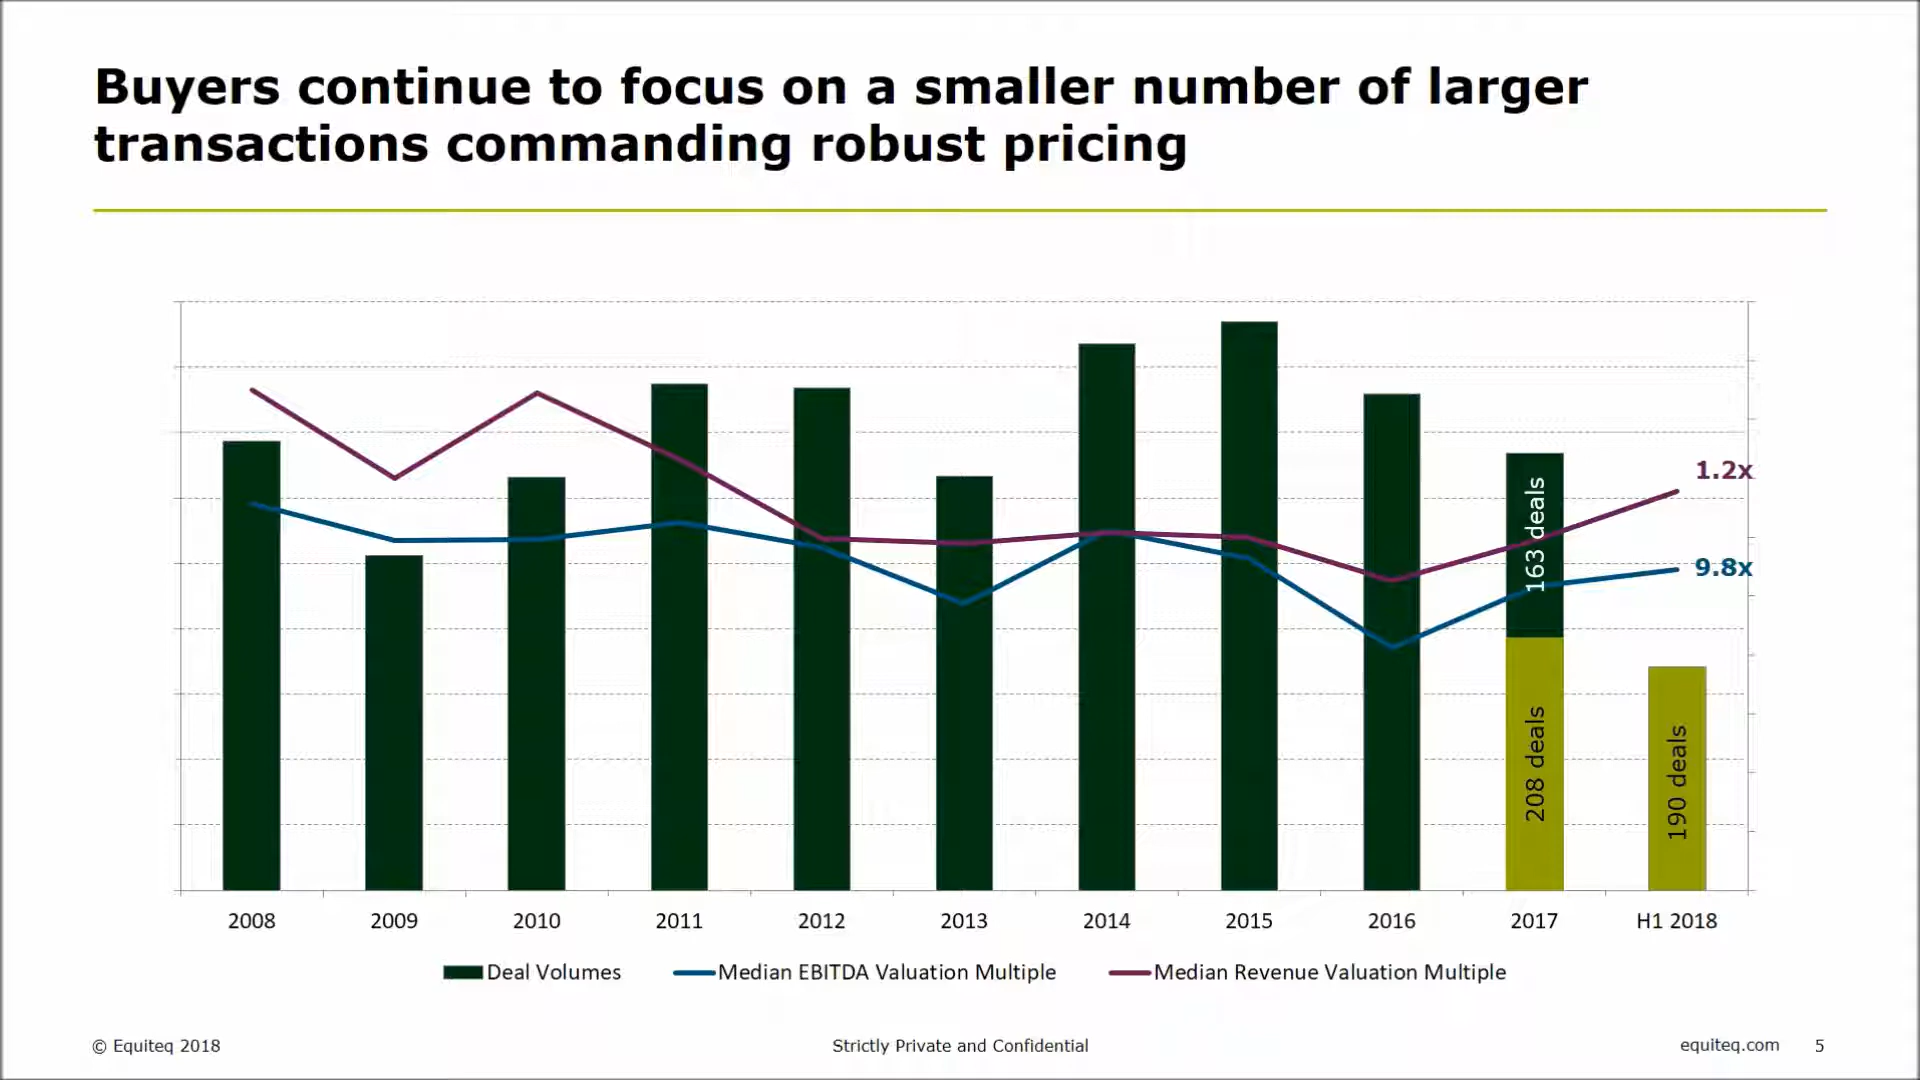 Buyers continue to focus on a smaller number of larger
transactions commanding robust pricing
1.2x
163 deals
9.8x
208 deals
190 deals
2008 2009 2010 2011 2012 2013 2014 2015 2016 2017 H1 2018
Deal Volumes Median EBITDA Valuation Multiple Median Revenue Valuation Multiple
© Equiteq 2018 Strictly Private and Confidential equiteq.com 5